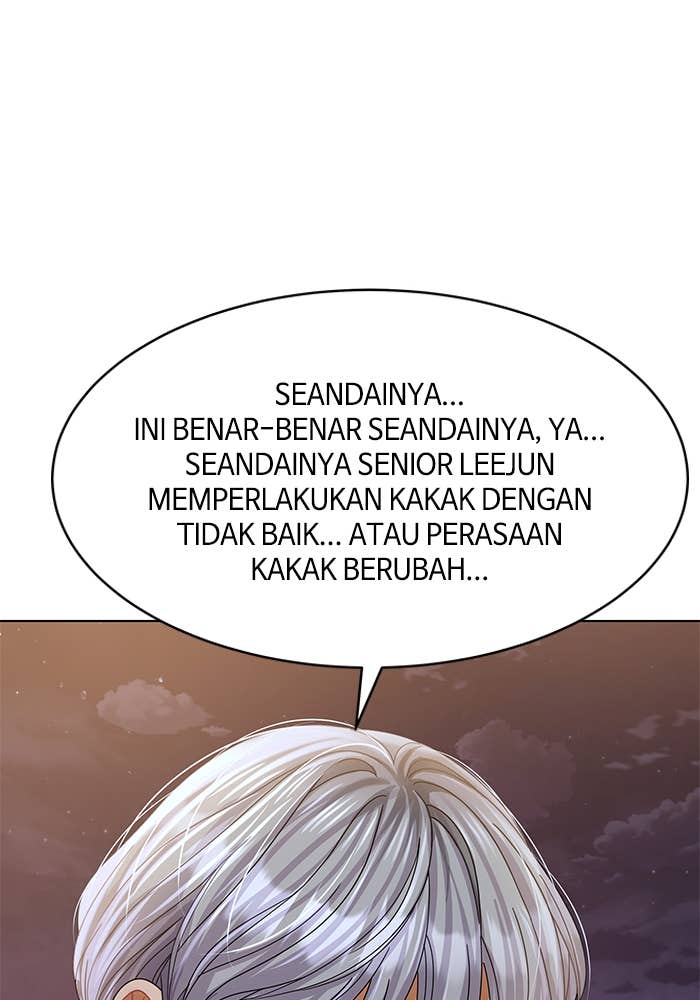 SEANDAINYA...
INI BENAR-BENAR SEANDAINYA, YA...
SEANDAINYA SENIOR LEEJUN
MEMPERLAKUKAN KAKAK DENGAN
TIDAK BAIK... ATAU PERASAAN
KAKAK BERUBAH...